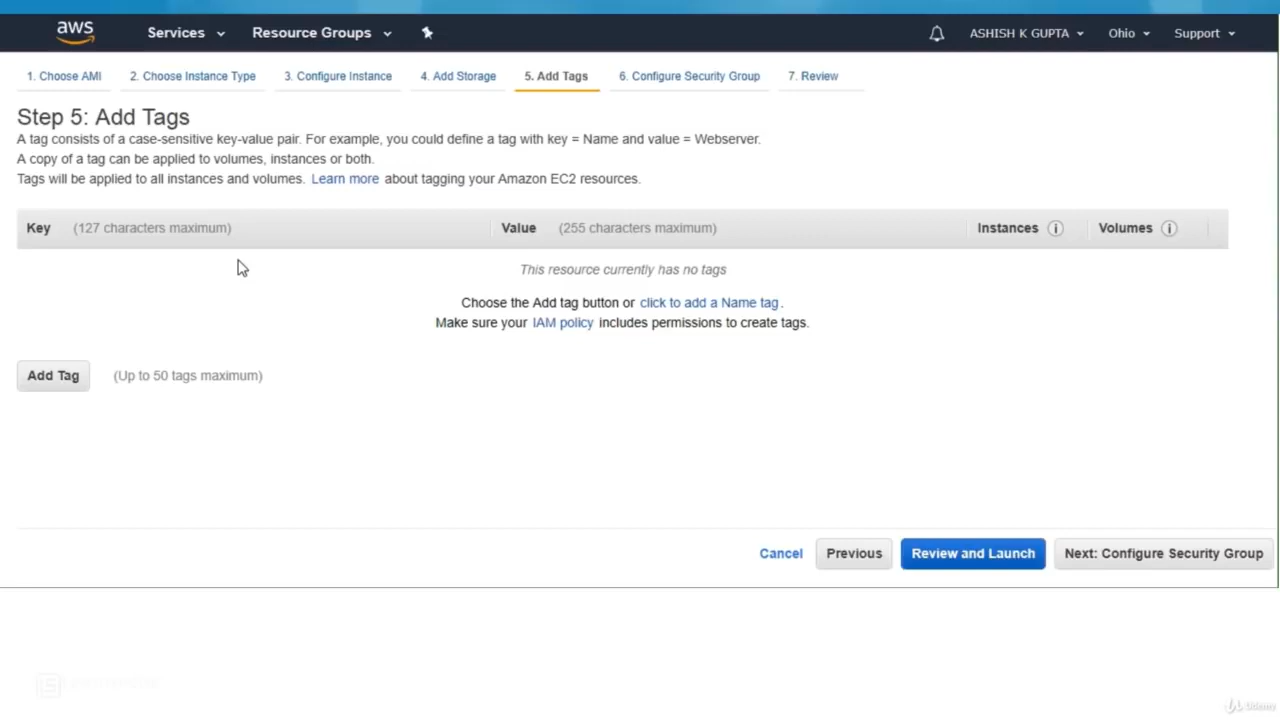 aws Services Resource Groups ASHISH K GUPTA Ohio Support
1. Choose AMI 2. Choose Instance Type 3. Configure Instance 4. Add Storage 5. Add Tags 6. Configure Security Group 7. Review
Step 5: Add Tags
A tag consists of a case-sensitive key-value pair. For example, you could define a tag with key = Name and value = Webserver.
A copy of a tag can be applied to volumes, instances or both.
Tags will be applied to all instances and volumes. Learn more about tagging your Amazon EC2 resources.
Key (127 characters maximum) Value (255 characters maximum) Instances i Volumes i
This resource currently has no tags
Choose the Add tag button or click to add a Name tag.
Make sure your IAM policy includes permissions to create tags.
Add Tag (Up to 50 tags maximum)
Cancel Previous Review and Launch Next: Configure Security Group
Udemy